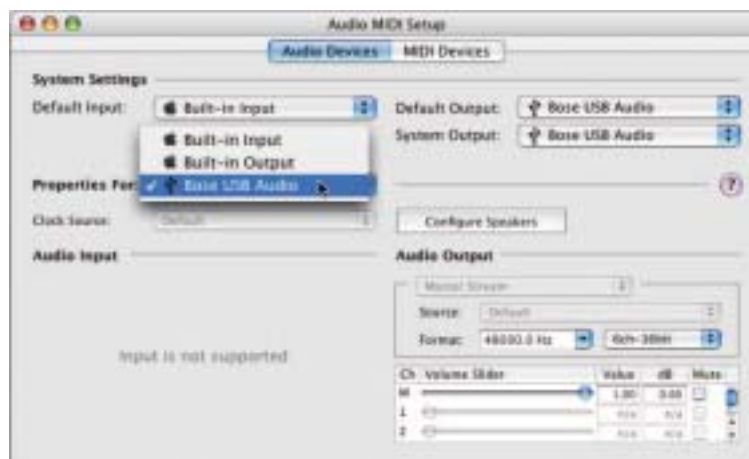 Audio MIDI Setup
Audio Devices MIDI Devices
System Settings
Default Input: Built-in Input
Default Output: Bose USB Audio
System Output: Bose USB Audio
Built-in Input
Built-in Output
Properties For: ✓ Bose USB Audio
?
Clock Source: Default
Configure Speakers
Audio Input
Audio Output
Master Stream
Source: Default
Format: 48000.0 Hz
Input is not supported
Ch Volume Slider Value dB Mute
M 1.00 0.00
1 n/a n/a
2 n/a n/a